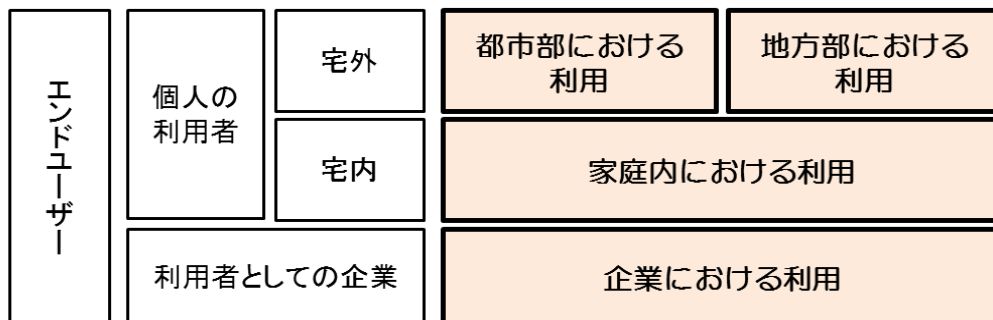 エンドユーザー
個人の
利用者
宅外
都市部における
利用
地方部における
利用
宅内
家庭内における利用
利用者としての企業
企業における利用